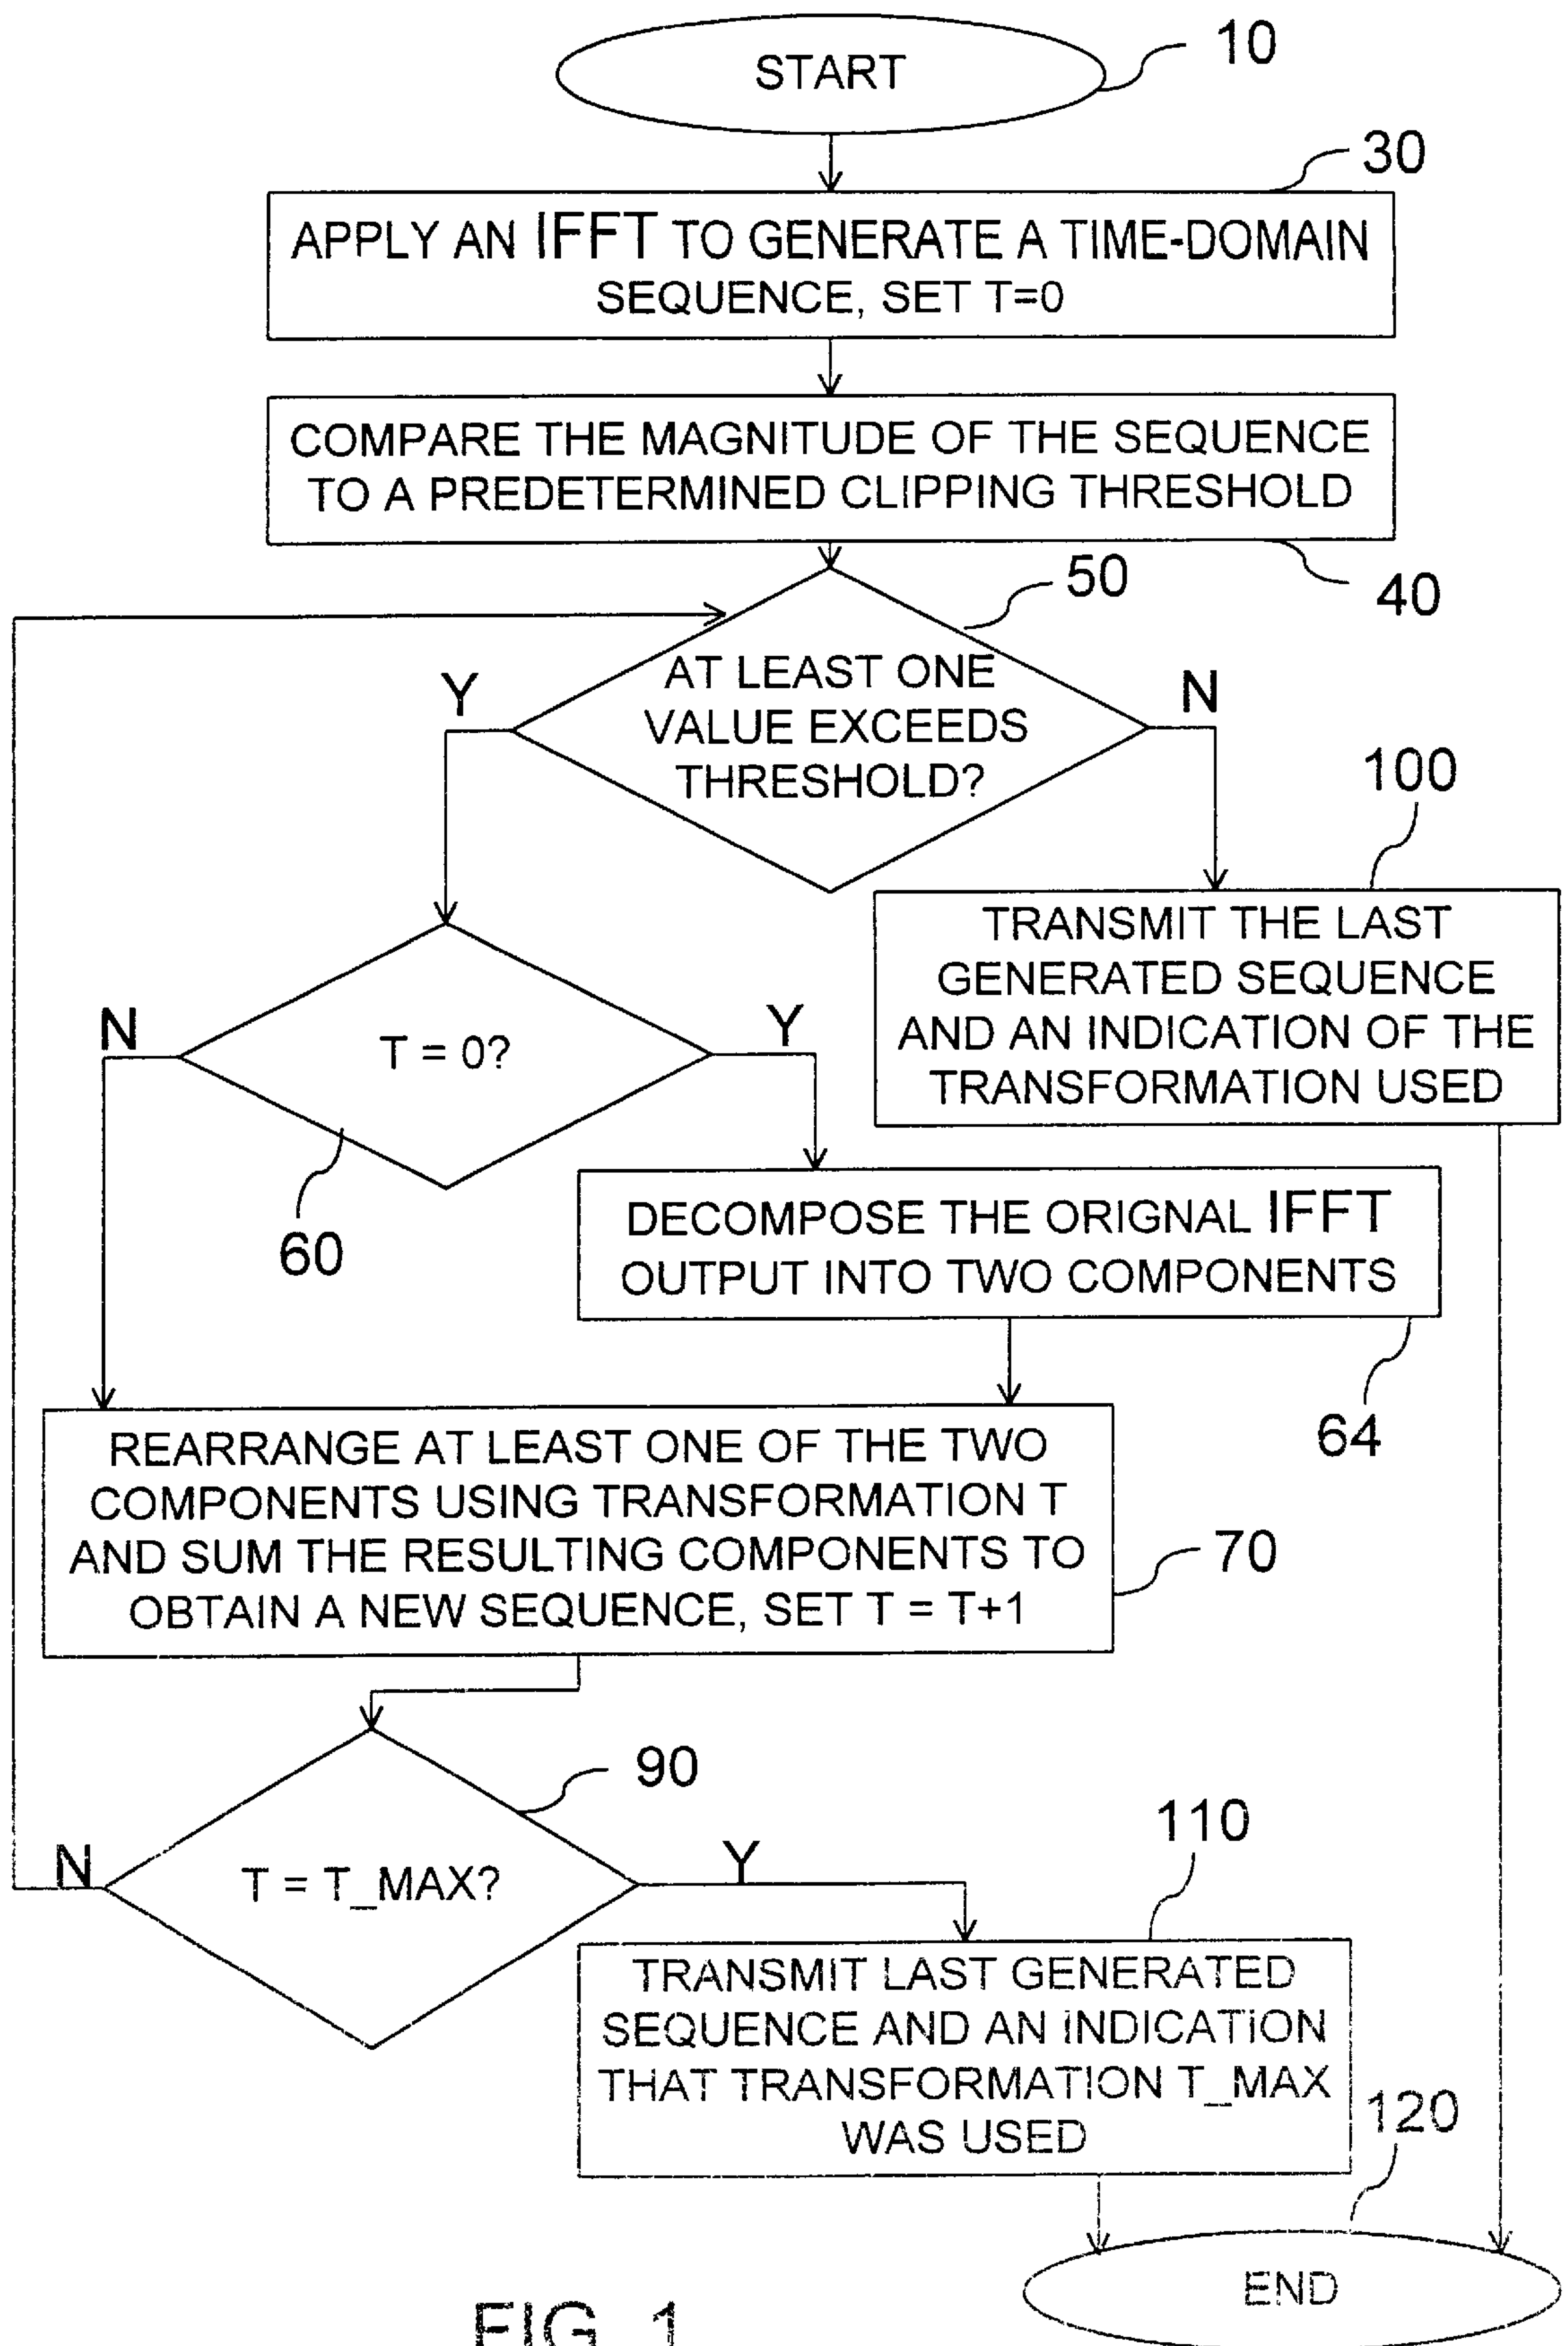 START
10
30
APPLY AN IFFT TO GENERATE A TIME-DOMAIN
SEQUENCE, SET T=0
COMPARE THE MAGNITUDE OF THE SEQUENCE
TO A PREDETERMINED CLIPPING THRESHOLD
40
50
AT LEAST ONE
VALUE EXCEEDS
THRESHOLD?
Y
N
100
TRANSMIT THE LAST
GENERATED SEQUENCE
AND AN INDICATION OF THE
TRANSFORMATION USED
N
T = 0?
Y
60
DECOMPOSE THE ORIGNAL IFFT
OUTPUT INTO TWO COMPONENTS
64
REARRANGE AT LEAST ONE OF THE TWO
COMPONENTS USING TRANSFORMATION T
AND SUM THE RESULTING COMPONENTS TO
OBTAIN A NEW SEQUENCE, SET T = T+1
70
90
N
T = T_MAX?
Y
110
TRANSMIT LAST GENERATED
SEQUENCE AND AN INDICATION
THAT TRANSFORMATION T_MAX
WAS USED
120
END
FIG. 1